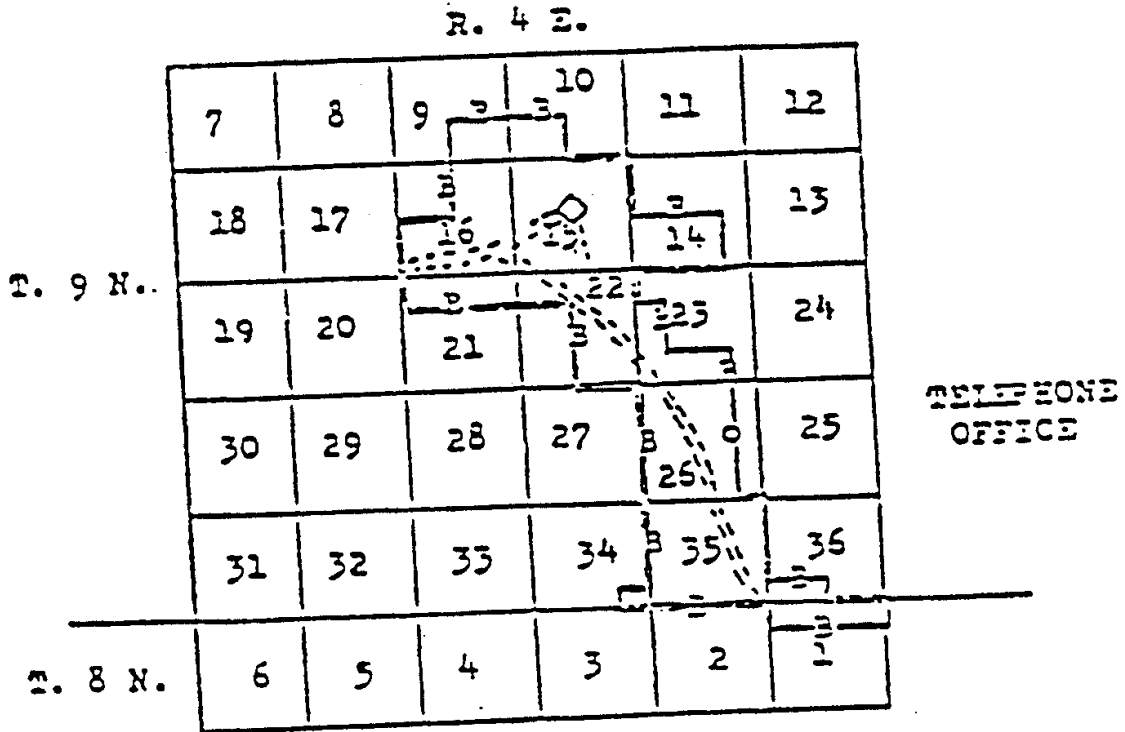 R. 4 E.
7 8 9 10 11 12
18 17 14 13
T. 9 N.
19 20 21 22 23 24
TELEPHONE
OFFICE
30 29 28 27 26 25
31 32 33 34 35 36
T. 8 N.
6 5 4 3 2 1